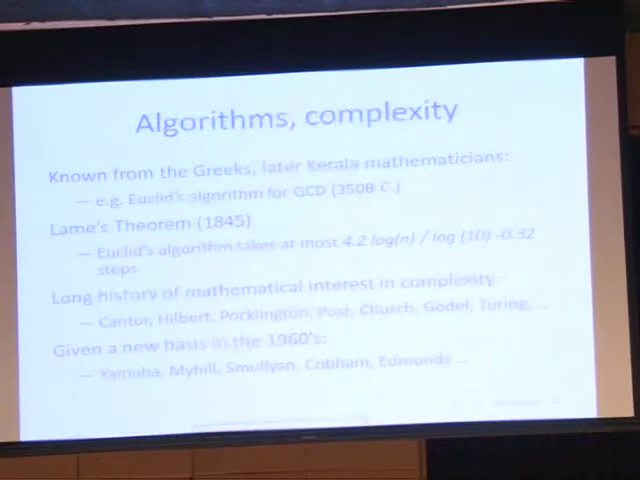 Algorithms, complexity
Known from the Greeks, later Kerala mathematicians:
— e.g. Euclid's algorithm for GCD (350B.C.)
Lame's Theorem (1845)
— Euclid's algorithm takes at most 4.2 log(n) / log (10) -0.32
steps
Long history of mathematical interest in complexity
— Cantor, Hilbert, Pocklington, Post, Church, Godel, Turing, ...
Given a new basis in the 1960's:
— Myhill, Smullyan, Cobham, Edmonds ...